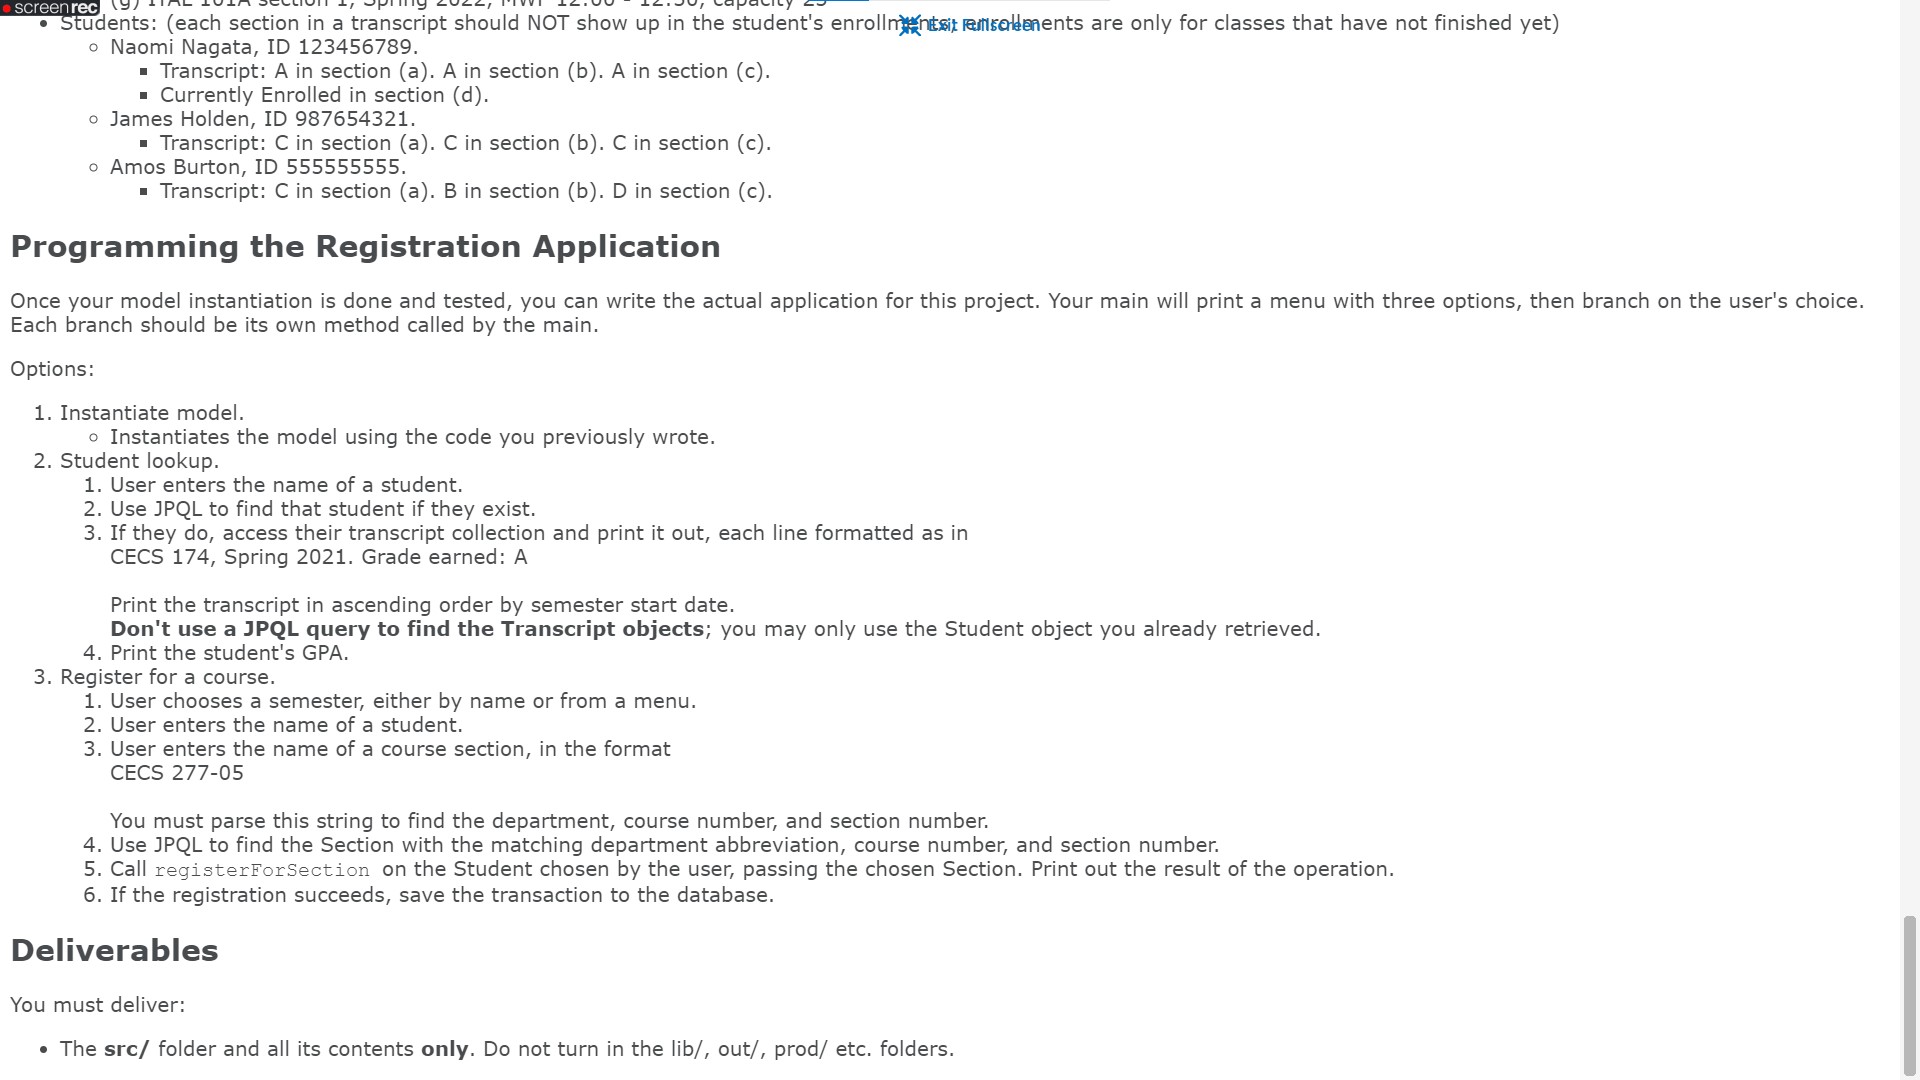 screenrec
(g) ITAL 101A section 1, Spring 2022, MWF 12:00 - 12:50, capacity 25
• Students: (each section in a transcript should NOT show up in the student's enrollments; enrollments are only for classes that have not finished yet)
Exit Fullscreen
◦ Naomi Nagata, ID 123456789.
▪ Transcript: A in section (a). A in section (b). A in section (c).
▪ Currently Enrolled in section (d).
◦ James Holden, ID 987654321.
▪ Transcript: C in section (a). C in section (b). C in section (c).
◦ Amos Burton, ID 555555555.
▪ Transcript: C in section (a). B in section (b). D in section (c).
Programming the Registration Application
Once your model instantiation is done and tested, you can write the actual application for this project. Your main will print a menu with three options, then branch on the user's choice.
Each branch should be its own method called by the main.
Options:
1. Instantiate model.
◦ Instantiates the model using the code you previously wrote.
2. Student lookup.
1. User enters the name of a student.
2. Use JPQL to find that student if they exist.
3. If they do, access their transcript collection and print it out, each line formatted as in
CECS 174, Spring 2021. Grade earned: A
Print the transcript in ascending order by semester start date.
Don't use a JPQL query to find the Transcript objects; you may only use the Student object you already retrieved.
4. Print the student's GPA.
3. Register for a course.
1. User chooses a semester, either by name or from a menu.
2. User enters the name of a student.
3. User enters the name of a course section, in the format
CECS 277-05
You must parse this string to find the department, course number, and section number.
4. Use JPQL to find the Section with the matching department abbreviation, course number, and section number.
5. Call registerForSection on the Student chosen by the user, passing the chosen Section. Print out the result of the operation.
6. If the registration succeeds, save the transaction to the database.
Deliverables
You must deliver:
• The src/ folder and all its contents only. Do not turn in the lib/, out/, prod/ etc. folders.